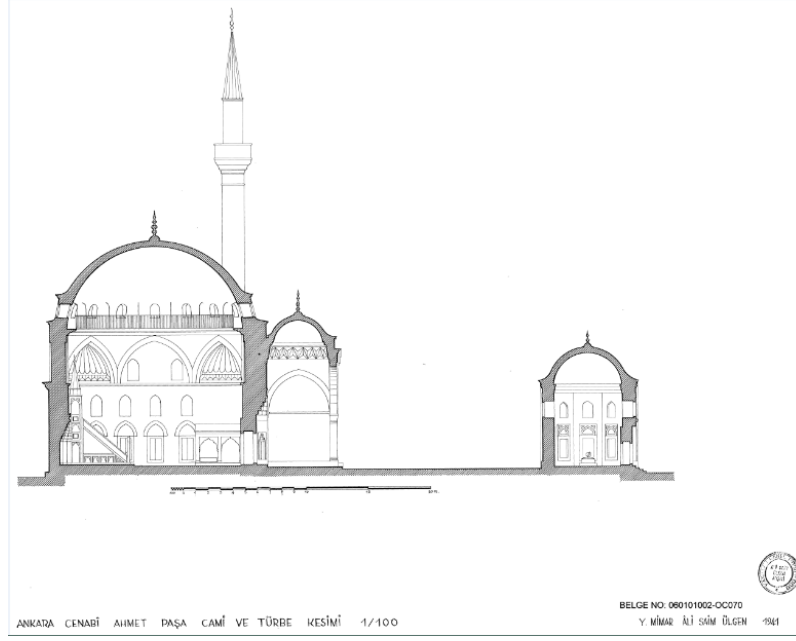 BELGE NO: 060101002-OC070
ANKARA CENABİ AHMET PAŞA CAMİ VE TÜRBE KESİMİ 1/100
Y. MİMAR ÂLİ SAİM ÜLGEN 1941